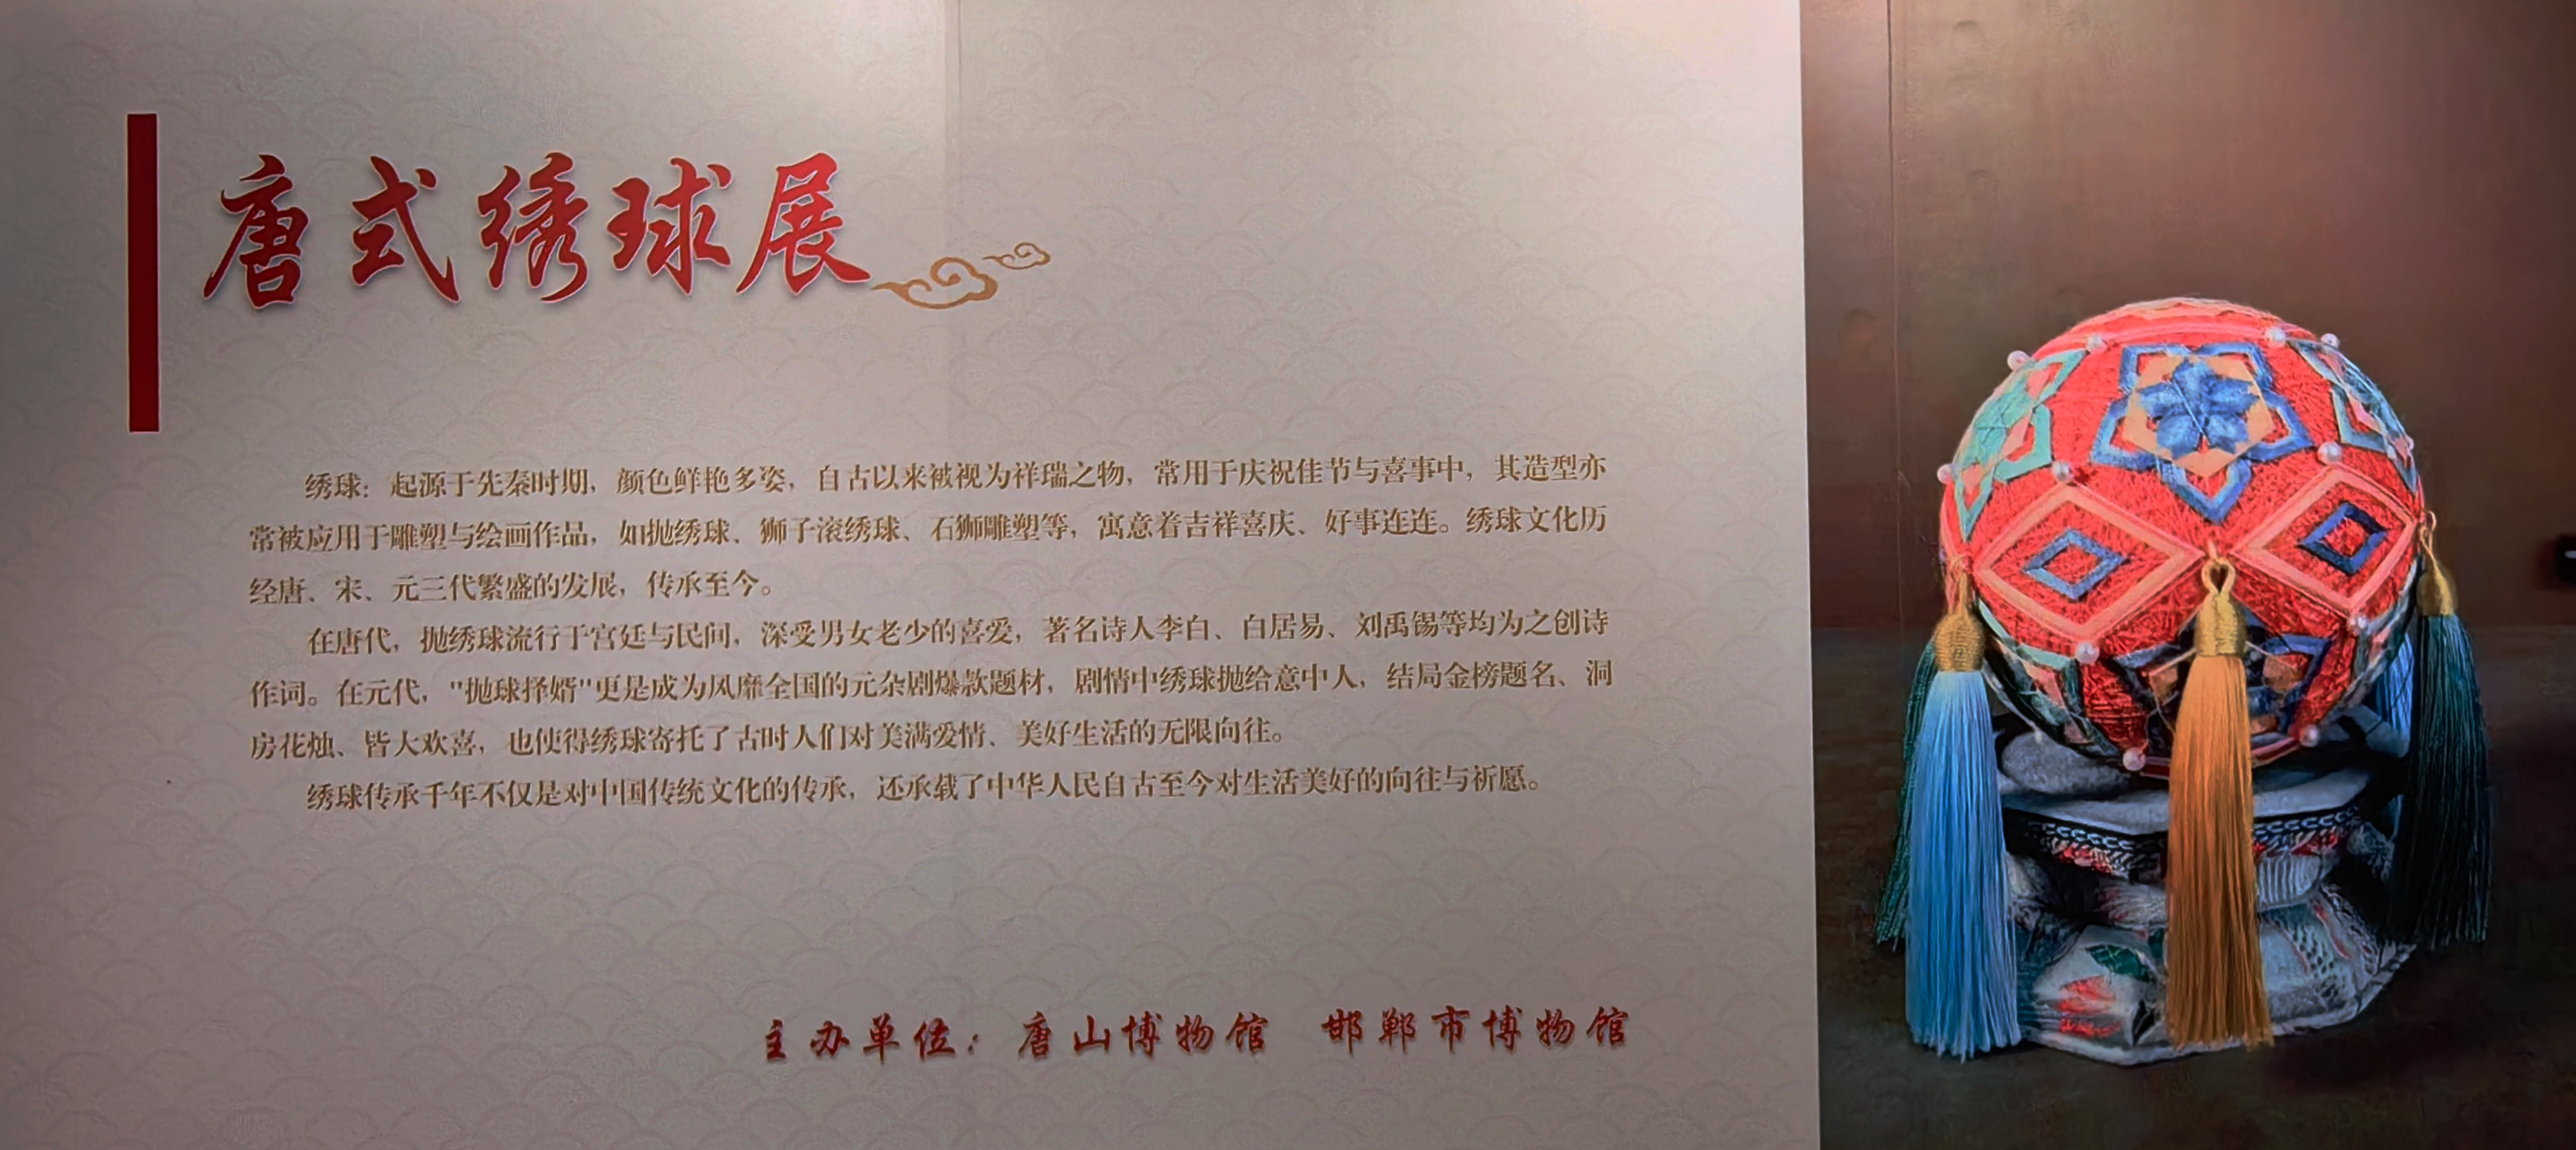 唐式绣球展
绣球：起源于先秦时期，颜色鲜艳多姿，自古以来被视为祥瑞之物，常用于庆祝佳节与喜事中，其造型亦
常被应用于雕塑与绘画作品，如抛绣球、狮子滚绣球、石狮雕塑等，寓意着吉祥喜庆、好事连连。绣球文化历
经唐、宋、元三代繁盛的发展，传承至今。
在唐代，抛绣球流行于宫廷与民间，深受男女老少的喜爱，著名诗人李白、白居易、刘禹锡等均为之创诗
作词。在元代，"抛球择婿"更是成为风靡全国的元杂剧爆款题材，剧情中绣球抛给意中人，结局金榜题名、洞
房花烛、皆大欢喜，也使得绣球寄托了古时人们对美满爱情、美好生活的无限向往。
绣球传承千年不仅是对中国传统文化的传承，还承载了中华人民自古至今对生活美好的向往与祈愿。
主办单位：唐山博物馆 邯郸市博物馆